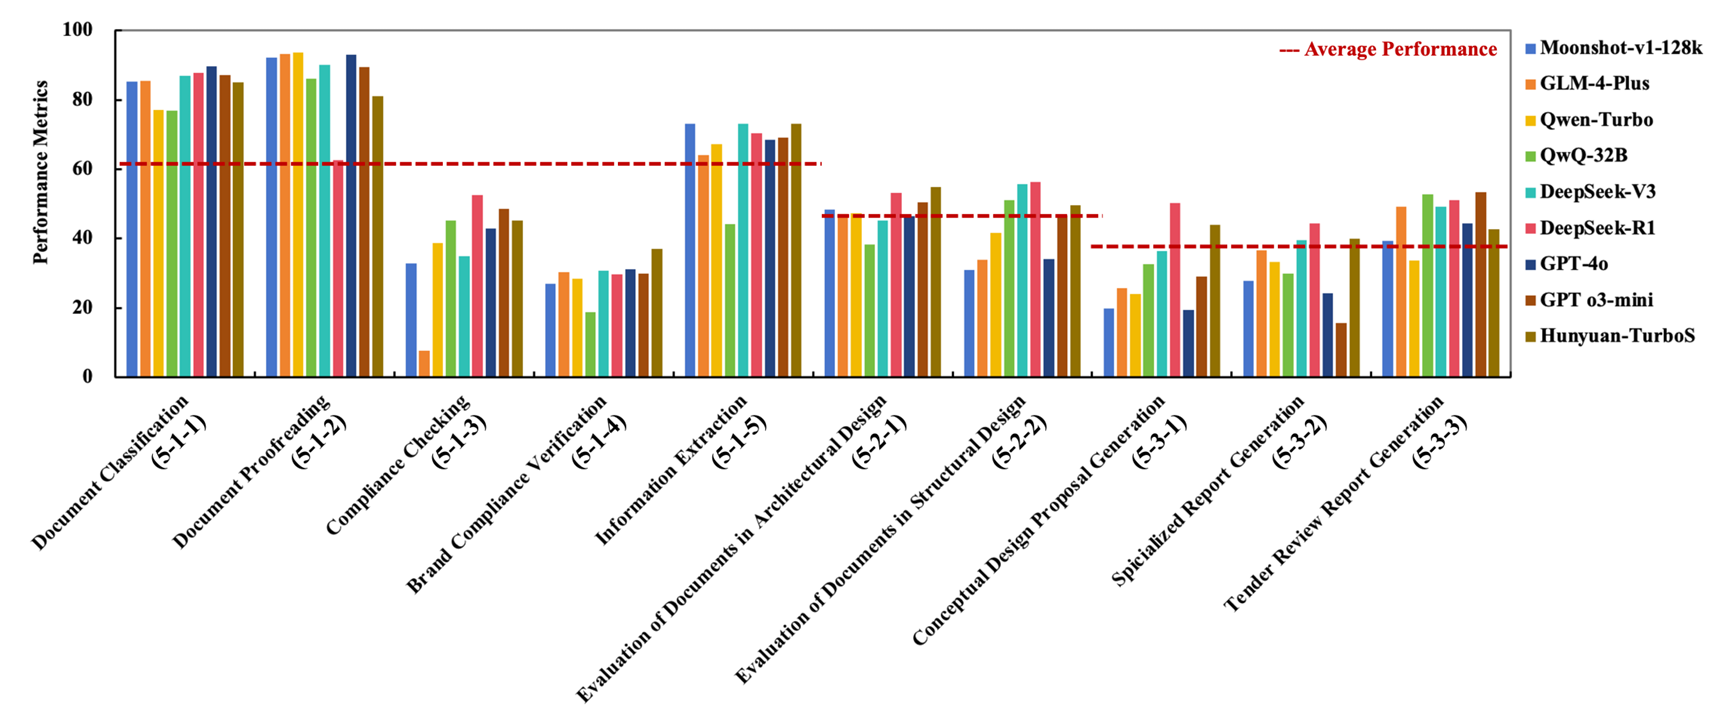 100
80
60
40
20
0
Performance Metrics
--- Average Performance
Moonshot-v1-128k
GLM-4-Plus
Qwen-Turbo
QwQ-32B
DeepSeek-V3
DeepSeek-R1
GPT-4o
GPT o3-mini
Hunyuan-TurboS
Document Classification
(5-1-1)
Document Proofreading
(5-1-2)
Compliance Checking
(5-1-3)
Brand Compliance Verification
(5-1-4)
Information Extraction
(5-1-5)
Evaluation of Documents in Architectural Design
(5-2-1)
Evaluation of Documents in Structural Design
(5-2-2)
Conceptual Design Proposal Generation
(5-3-1)
Spicialized Report Generation
(5-3-2)
Tender Review Report Generation
(5-3-3)